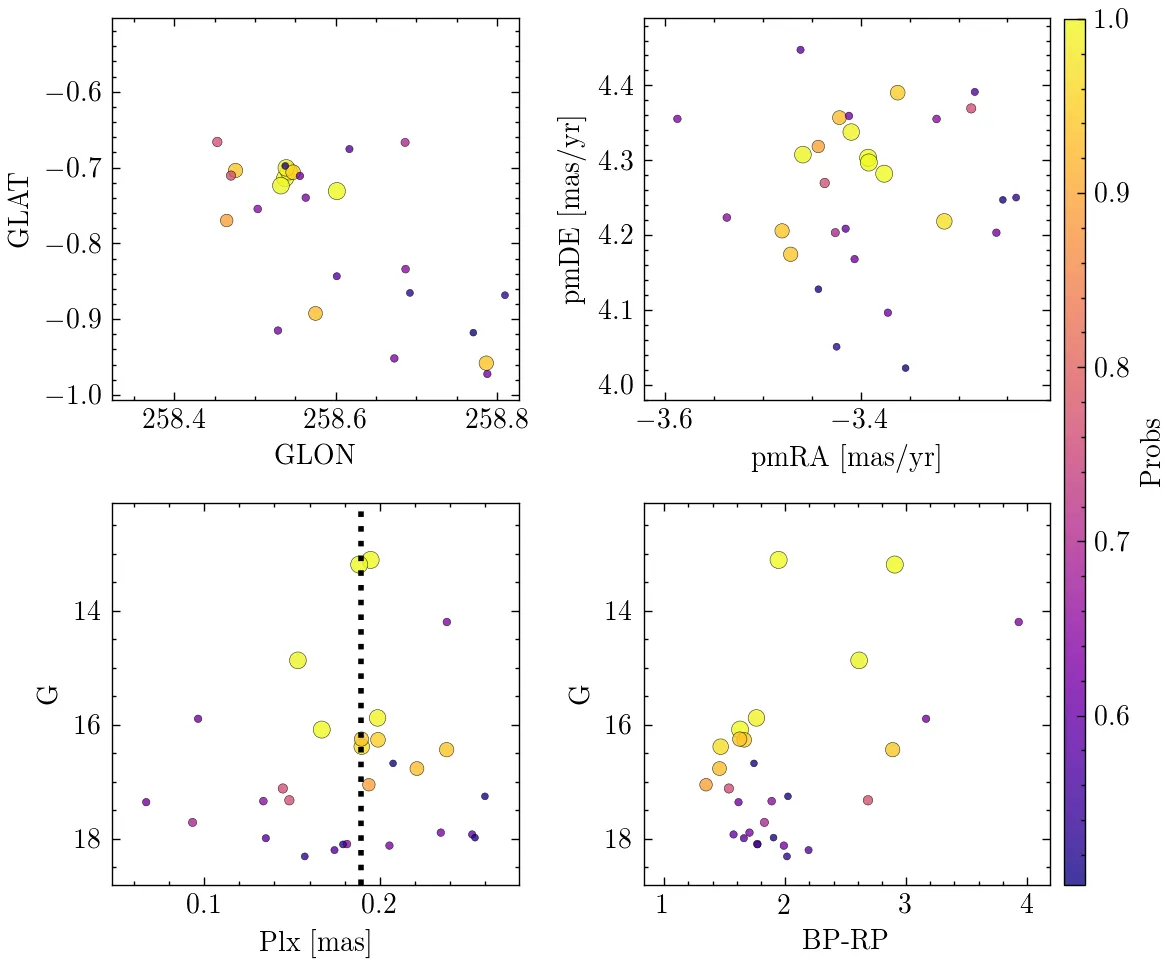 −0.6
−0.7
−0.8
−0.9
−1.0
GLAT
258.4 258.6 258.8
GLON
4.4
4.3
4.2
4.1
4.0
pmDE [mas/yr]
−3.6 −3.4
pmRA [mas/yr]
1.0
0.9
0.8
0.7
0.6
Probs
14
16
18
G
0.1 0.2
Plx [mas]
14
16
18
G
1 2 3 4
BP-RP